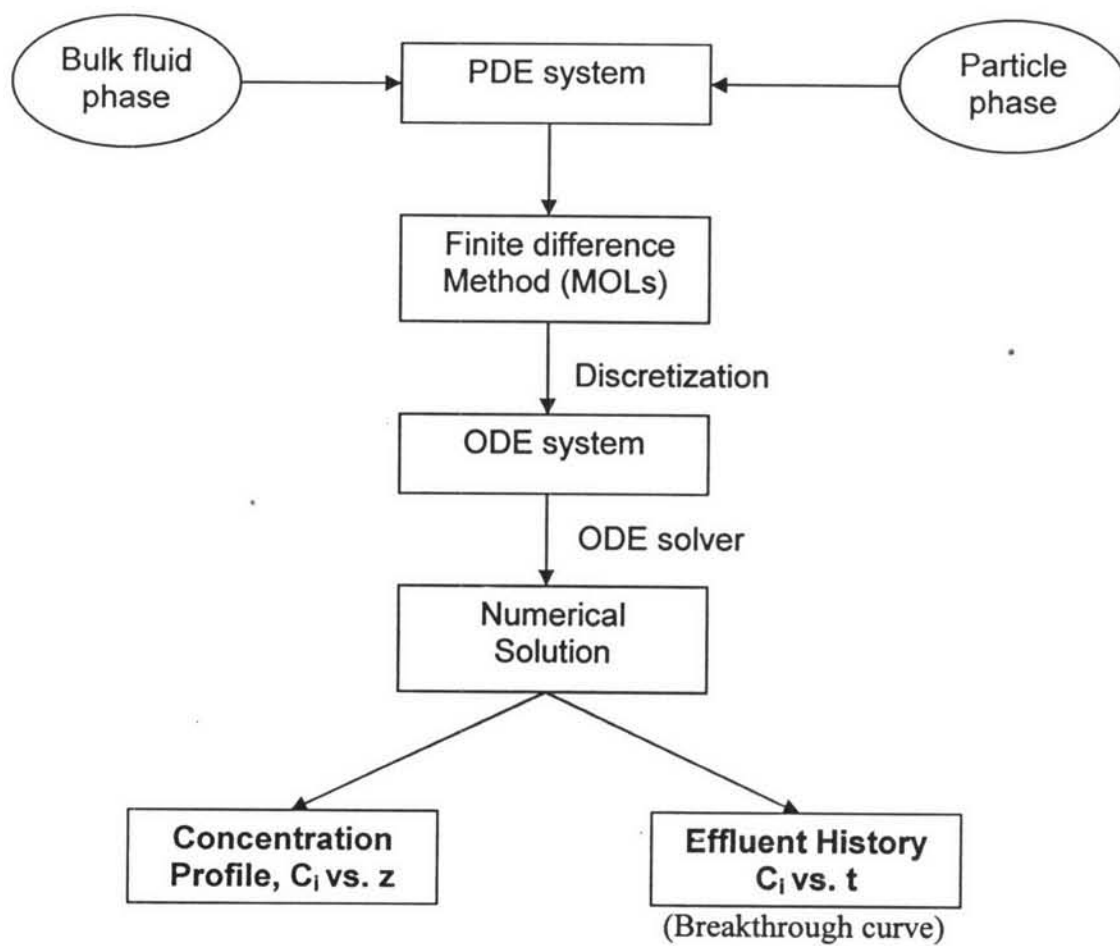 Bulk fluid
phase
PDE system
Particle
phase
Finite difference
Method (MOLs)
Discretization
ODE system
ODE solver
Numerical
Solution
Concentration
Profile, Cᵢ vs. z
Effluent History
Cᵢ vs. t
(Breakthrough curve)